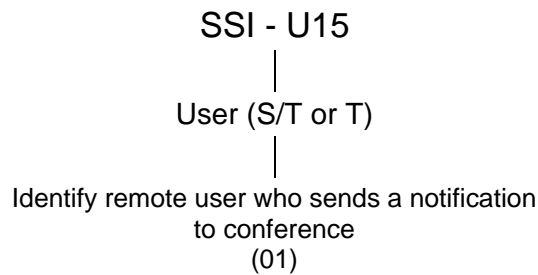 SSI - U15
User (S/T or T)
Identify remote user who sends a notification
to conference
(01)